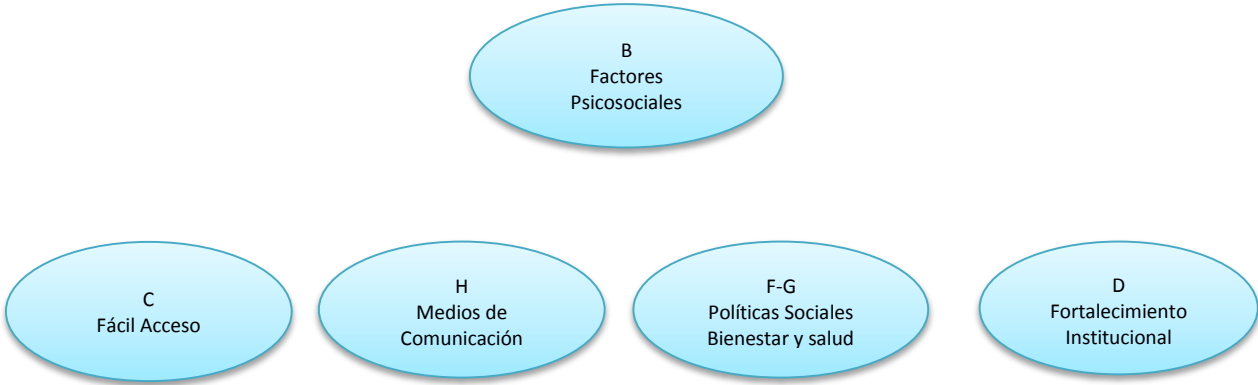 B
Factores
Psicosociales
C
Fácil Acceso
H
Medios de
Comunicación
F-G
Políticas Sociales
Bienestar y salud
D
Fortalecimiento
Institucional